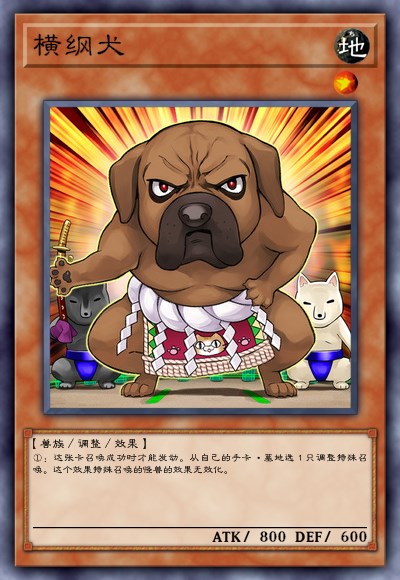 横纲犬
地
【兽族／调整／效果】
①：这张卡召唤成功时才能发动。从自己的手卡·墓地选1只调整特殊召
唤。这个效果特殊召唤的怪兽的效果无效化。
ATK/ 800 DEF/ 600